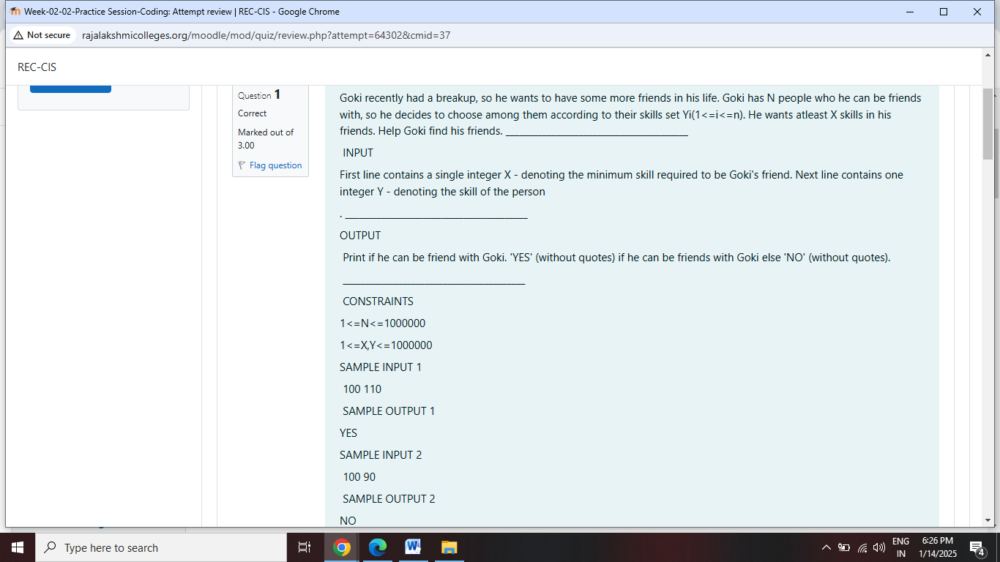 Week-02-02-Practice Session-Coding: Attempt review | REC-CIS - Google Chrome
Not secure rajalakshmicolleges.org/moodle/mod/quiz/review.php?attempt=64302&cmid=37
REC-CIS
Question 1
Correct
Marked out of
3.00
Flag question
Goki recently had a breakup, so he wants to have some more friends in his life. Goki has N people who he can be friends
with, so he decides to choose among them according to their skills set Yi(1<=i<=n). He wants atleast X skills in his
friends. Help Goki find his friends. ________________________________________
INPUT
First line contains a single integer X - denoting the minimum skill required to be Goki's friend. Next line contains one
integer Y - denoting the skill of the person
. ________________________________________
OUTPUT
Print if he can be friend with Goki. 'YES' (without quotes) if he can be friends with Goki else 'NO' (without quotes).
________________________________________
CONSTRAINTS
1<=N<=1000000
1<=X,Y<=1000000
SAMPLE INPUT 1
100 110
SAMPLE OUTPUT 1
YES
SAMPLE INPUT 2
100 90
SAMPLE OUTPUT 2
NO
Type here to search
ENG
IN
6:26 PM
1/14/2025
4